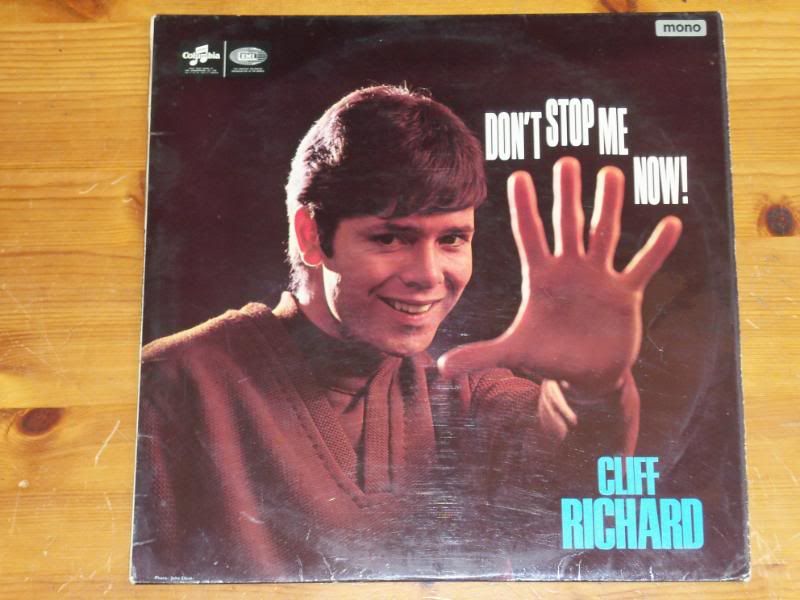 Columbia
EMI
mono
DON'T STOP ME
NOW!
CLIFF
RICHARD